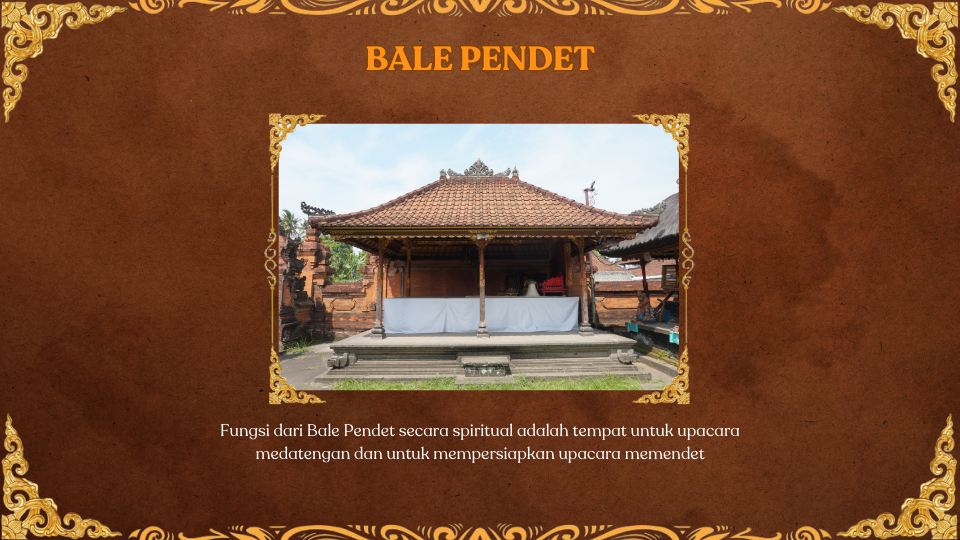 BALE PENDET
Fungsi dari Bale Pendet secara spiritual adalah tempat untuk upacara
medatengan dan untuk mempersiapkan upacara memendet